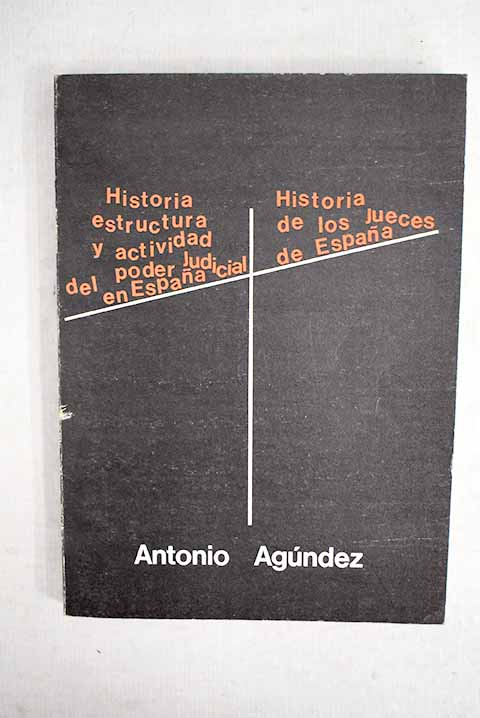 Historia
estructura
y actividad
del poder Judicial
en España
Historia
de los Jueces
de España
Antonio Agúndez